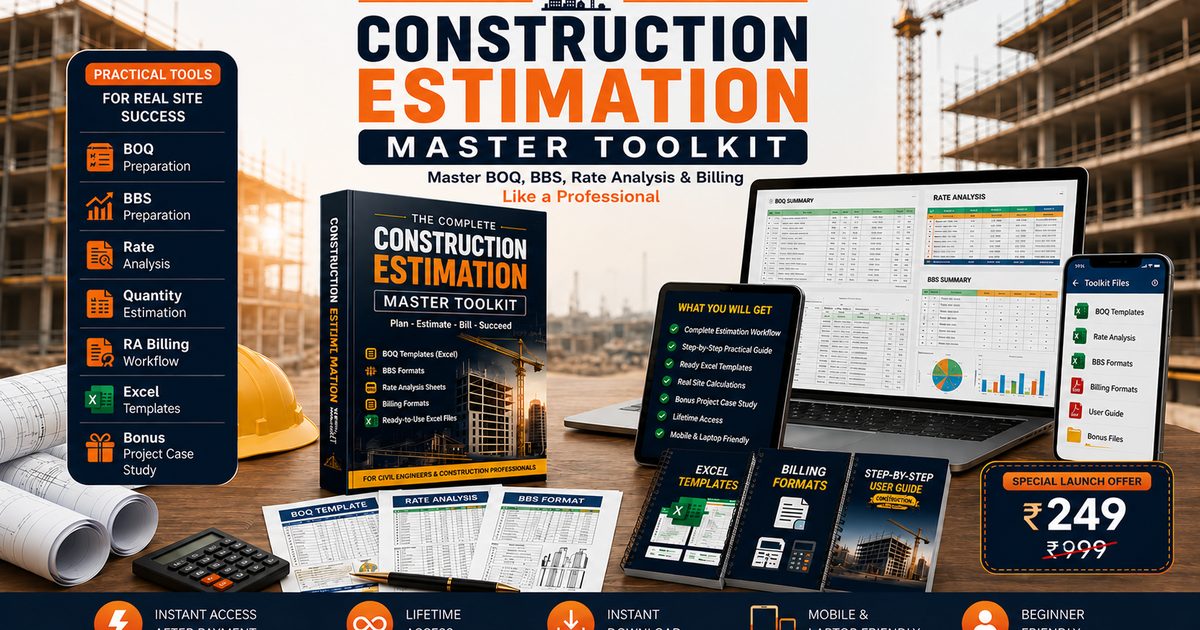 CONSTRUCTION
ESTIMATION
MASTER TOOLKIT
Master BOQ, BBS, Rate Analysis & Billing
Like a Professional
PRACTICAL TOOLS
FOR REAL SITE
SUCCESS
BOQ
Preparation
BBS
Preparation
Rate
Analysis
Quantity
Estimation
RA Billing
Workflow
Excel
Templates
Bonus
Project Case
Study
THE COMPLETE
CONSTRUCTION
ESTIMATION
MASTER TOOLKIT
Plan - Estimate - Bill - Succeed
BOQ Templates (Excel)
BBS Formats
Rate Analysis Sheets
Billing Formats
Ready-to-Use Excel Files
FOR CIVIL ENGINEERS & CONSTRUCTION PROFESSIONALS
BOQ TEMPLATE
RATE ANALYSIS
BBS FORMAT
WHAT YOU WILL GET
Complete Estimation Workflow
Step-by-Step Practical Guide
Ready Excel Templates
Real Site Calculations
Bonus Project Case Study
Lifetime Access
Mobile & Laptop Friendly
BOQ SUMMARY
RATE ANALYSIS
BBS SUMMARY
Toolkit Files
BOQ Templates
Rate Analysis
BBS Formats
Billing Formats
User Guide
Bonus Files
EXCEL
TEMPLATES
BILLING
FORMATS
STEP-BY-STEP
USER GUIDE
CONSTRUCTION
SPECIAL LAUNCH OFFER
₹249
₹999
INSTANT ACCESS
AFTER PAYMENT
LIFETIME
ACCESS
INSTANT
DOWNLOAD
MOBILE &
LAPTOP FRIENDLY
BEGINNER
FRIENDLY